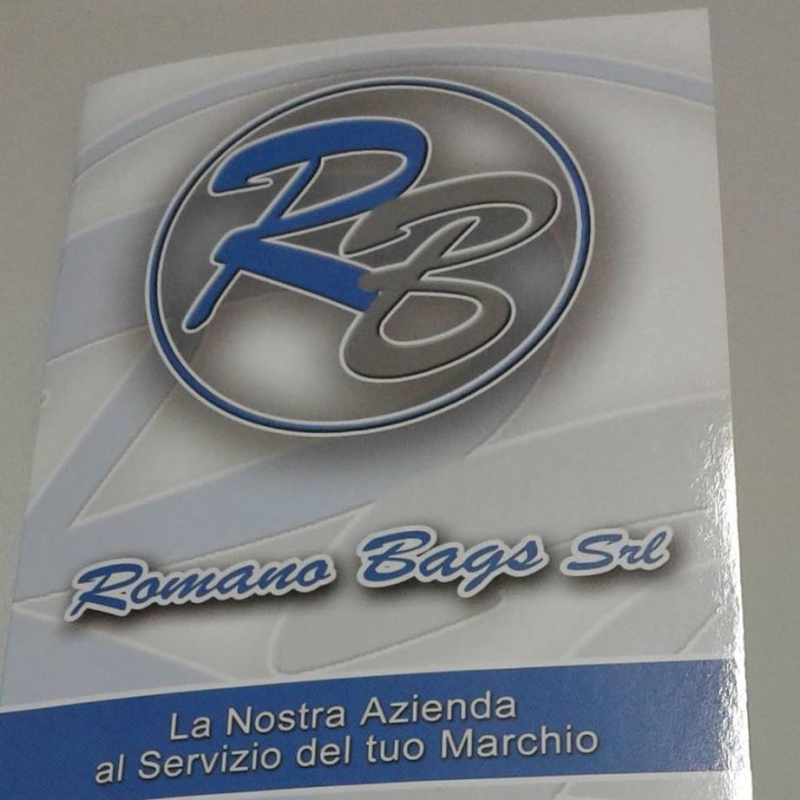 RB
Romano Bags Srl
La Nostra Azienda
al Servizio del tuo Marchio